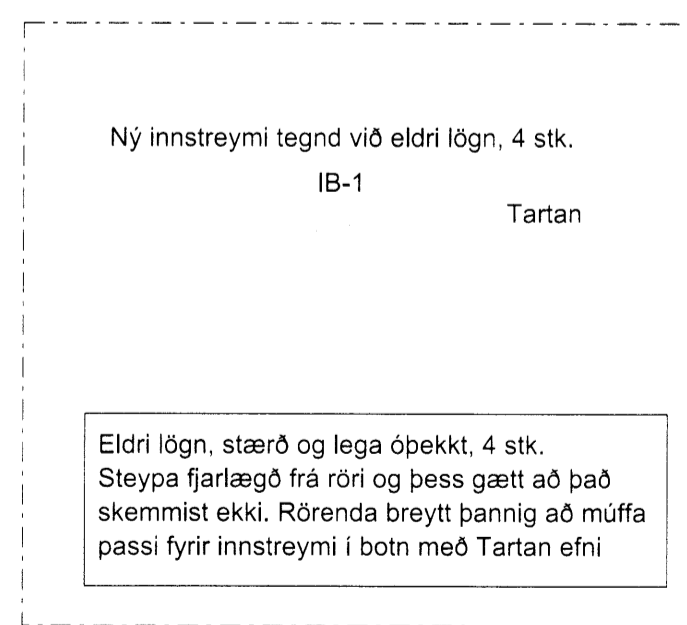 Ný innstreymi tegnd við eldri lögn, 4 stk.
IB-1
Tartan
Eldri lögn, stærð og lega óþekkt, 4 stk.
Steypa fjarlægð frá röri og þess gætt að það
skemmist ekki. Rörenda breytt þannig að múffa
passi fyrir innstreymi í botn með Tartan efni